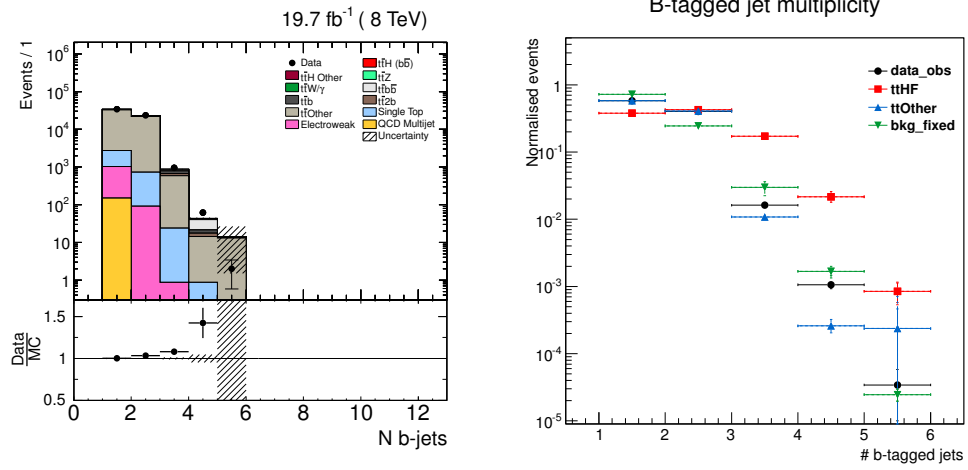 19.7 fb⁻¹ ( 8 TeV)
Events / 1
10⁶
10⁵
10⁴
10³
10²
10
1
Data
tt̄H Other
tt̄W/γ
tt̄b
tt̄Other
Electroweak
tt̄H (bb̄)
tt̄Z
tt̄bb̄
tt̄2b
Single Top
QCD Multijet
Uncertainty
Data
MC
1.5
1
0.5
0 2 4 6 8 10 12
N b-jets
B-tagged jet multiplicity
Normalised events
1
10⁻¹
10⁻²
10⁻³
10⁻⁴
10⁻⁵
data_obs
ttHF
ttOther
bkg_fixed
1 2 3 4 5 6
# b-tagged jets